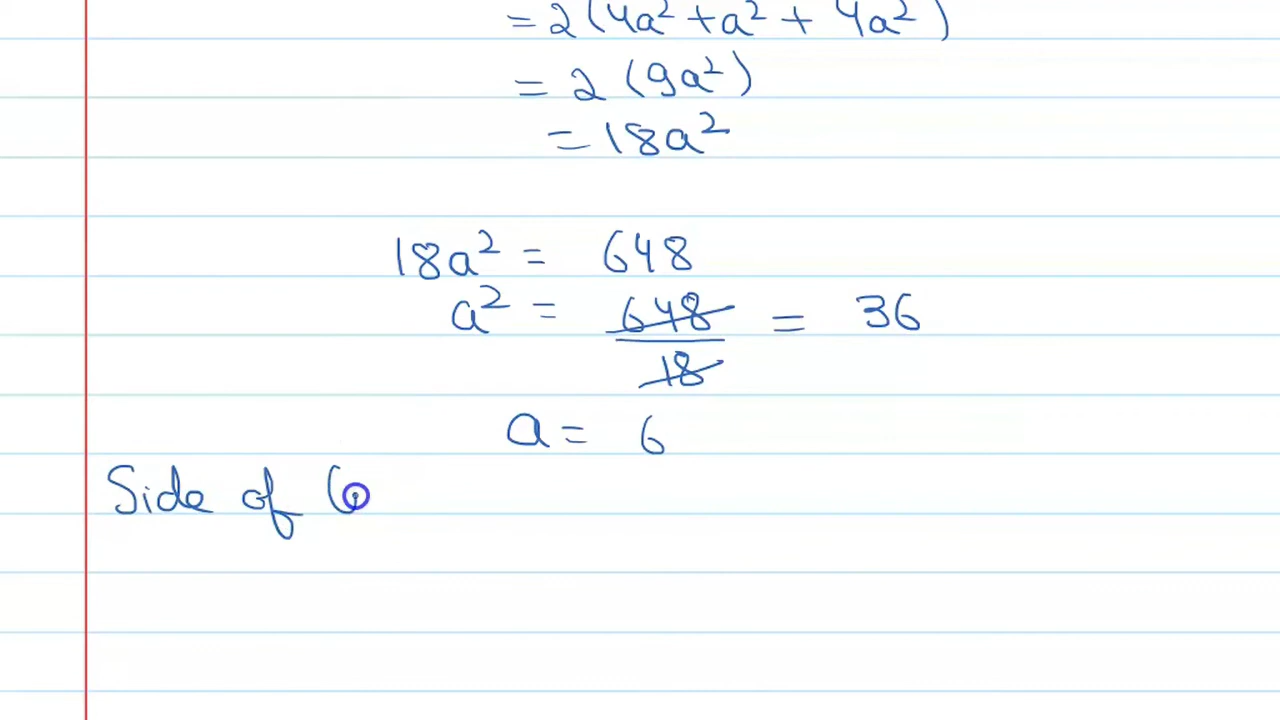 = 2 (4a² + a² + 4a²)
= 2 (9a²)
= 18a²
18a² = 648
a² = 648/18 = 36
a = 6
Side of